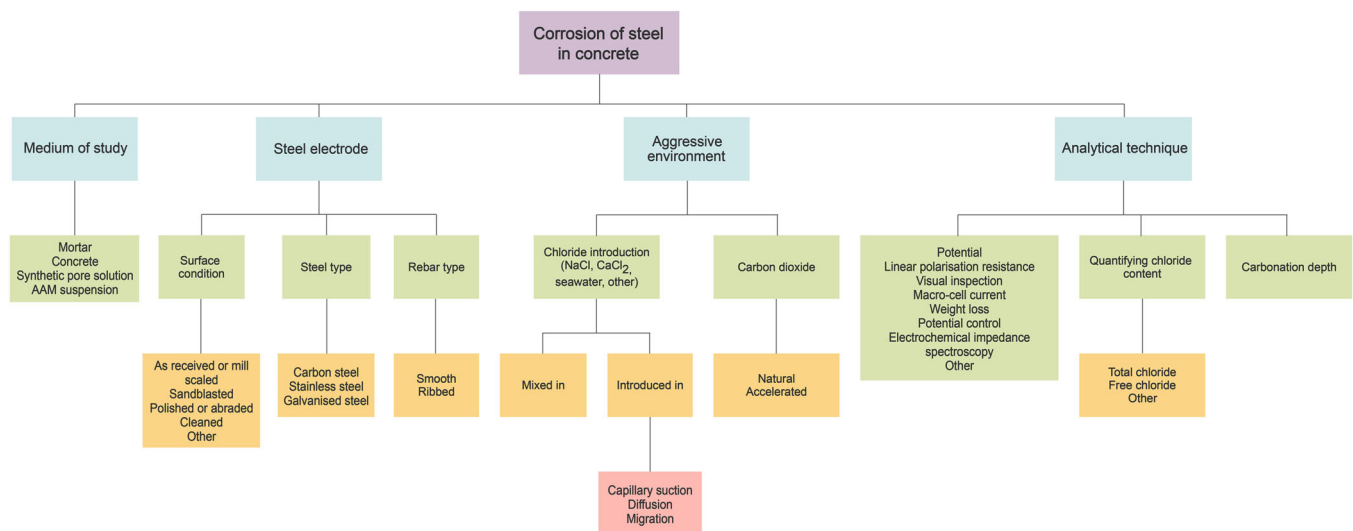 Corrosion of steel
in concrete
Medium of study
Steel electrode
Aggressive
environment
Analytical technique
Mortar
Concrete
Synthetic pore solution
AAM suspension
Surface
condition
Steel type
Rebar type
Chloride introduction
(NaCl, CaCl2,
seawater, other)
Carbon dioxide
Potential
Linear polarisation resistance
Visual inspection
Macro-cell current
Weight loss
Potential control
Electrochemical impedance
spectroscopy
Other
Quantifying chloride
content
Carbonation depth
As received or mill
scaled
Sandblasted
Polished or abraded
Cleaned
Other
Carbon steel
Stainless steel
Galvanised steel
Smooth
Ribbed
Mixed in
Introduced in
Natural
Accelerated
Total chloride
Free chloride
Other
Capillary suction
Diffusion
Migration